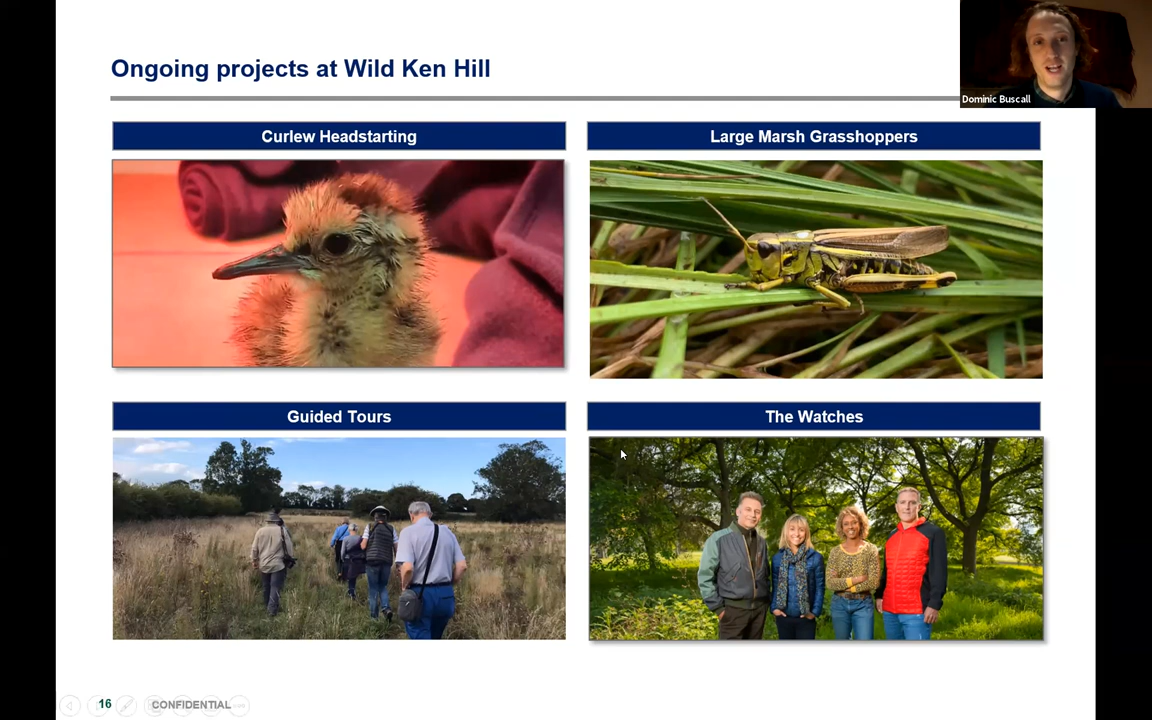 Ongoing projects at Wild Ken Hill
Dominic Buscall
Curlew Headstarting
Large Marsh Grasshoppers
Guided Tours
The Watches
16
CONFIDENTIAL